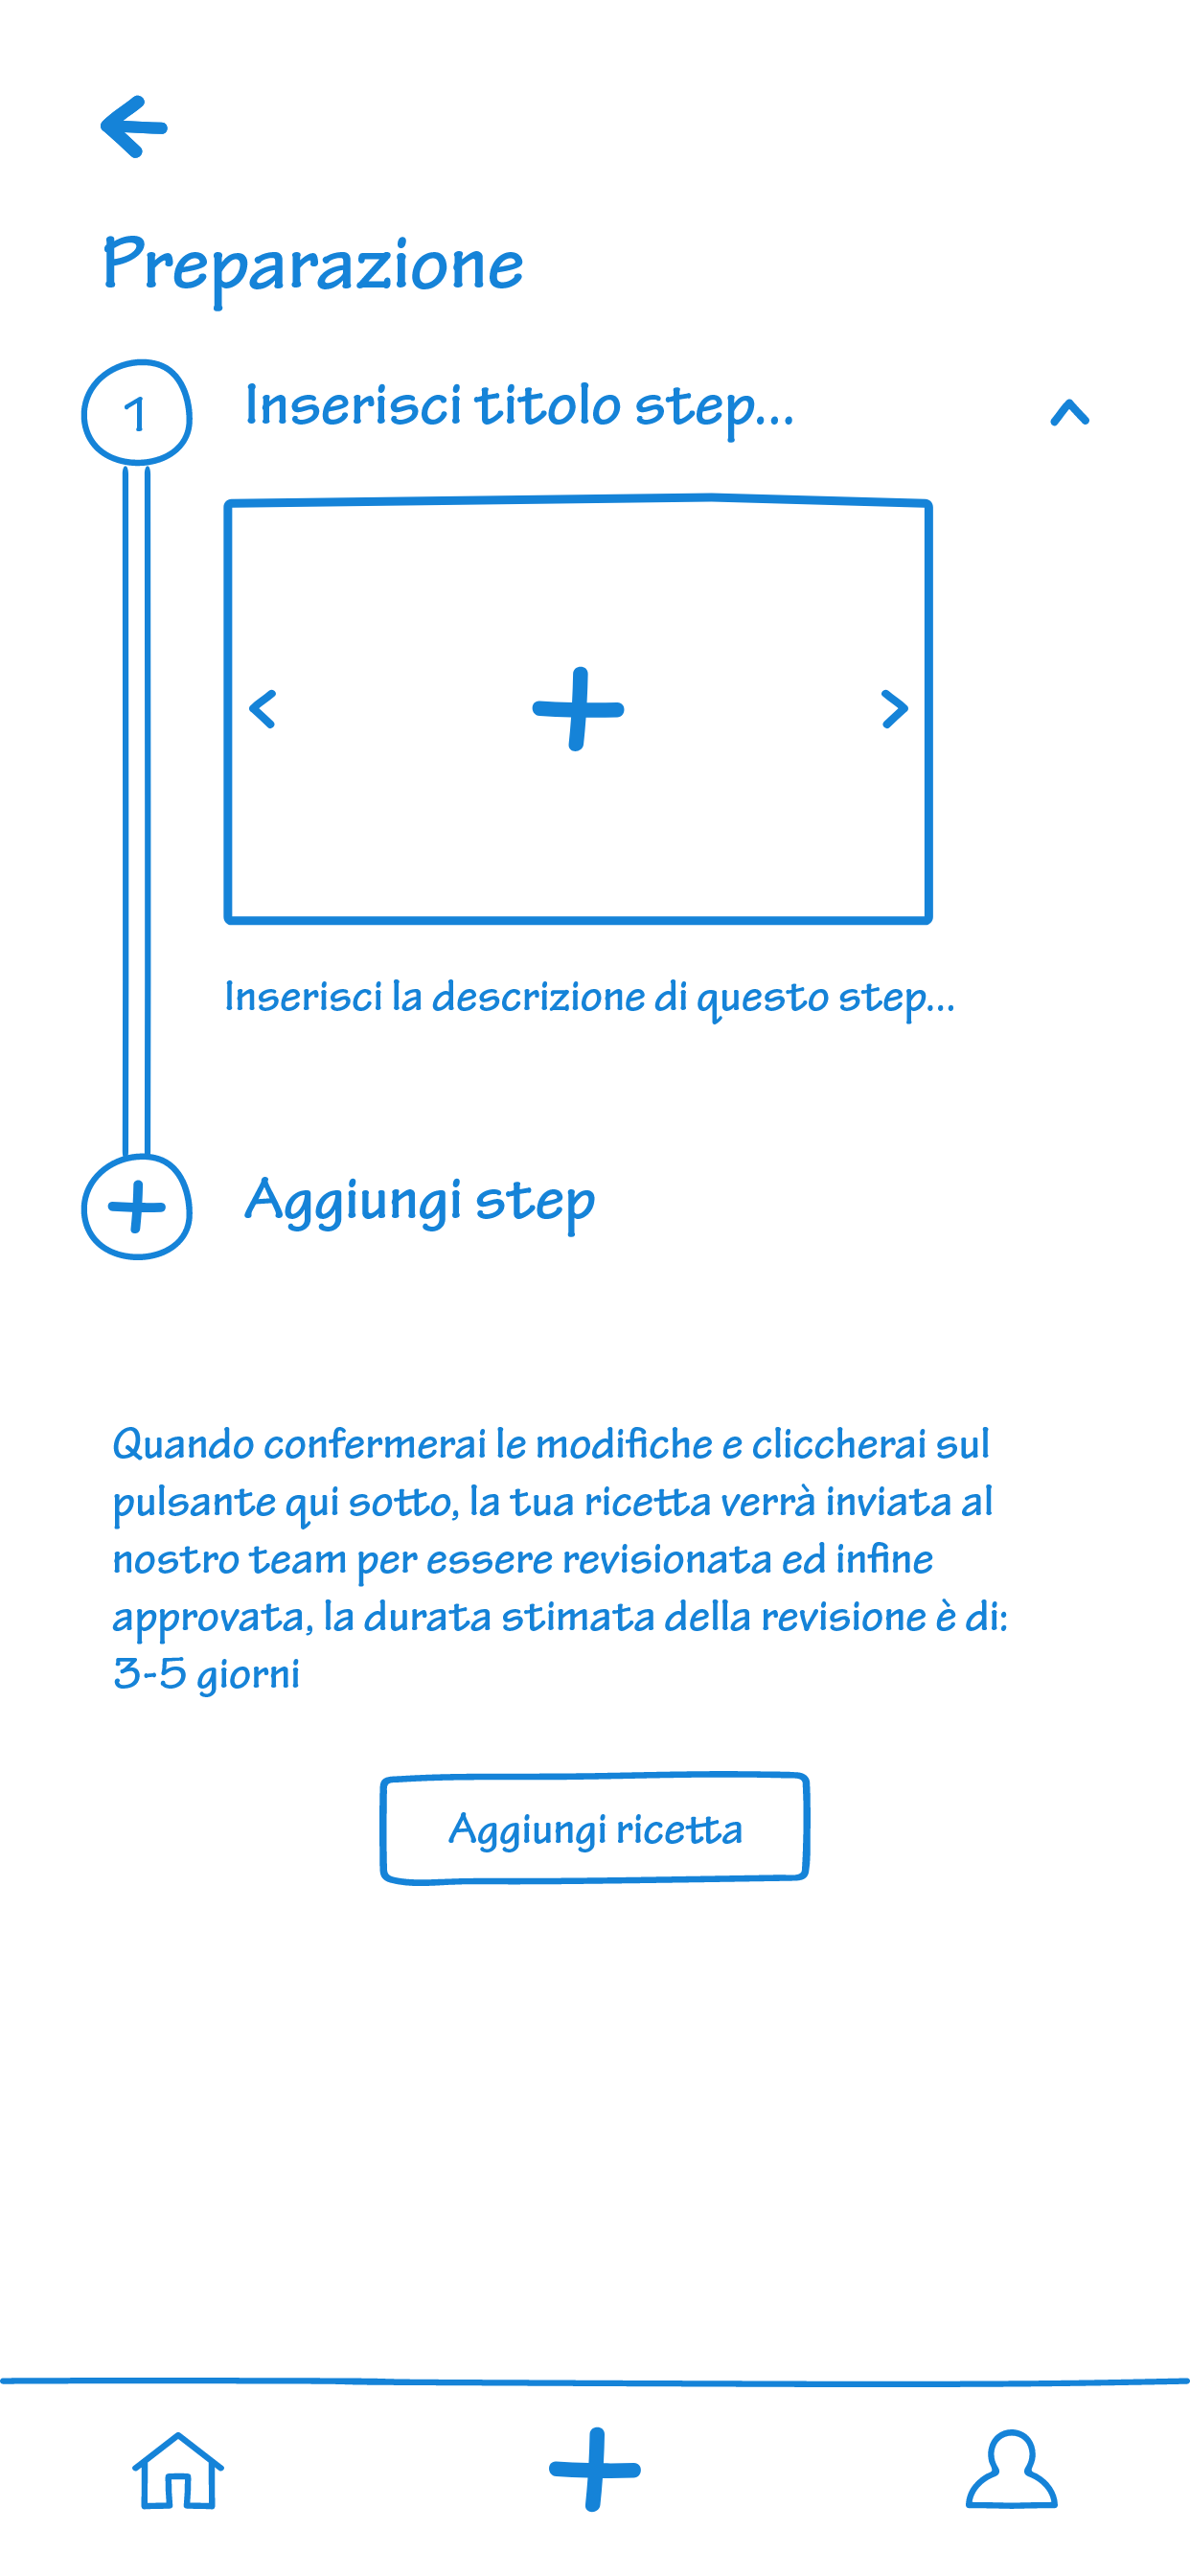 Preparazione
1
Inserisci titolo step...
Inserisci la descrizione di questo step...
Aggiungi step
Quando confermerai le modifiche e cliccherai sul
pulsante qui sotto, la tua ricetta verrà inviata al
nostro team per essere revisionata ed infine
approvata, la durata stimata della revisione è di:
3-5 giorni
Aggiungi ricetta